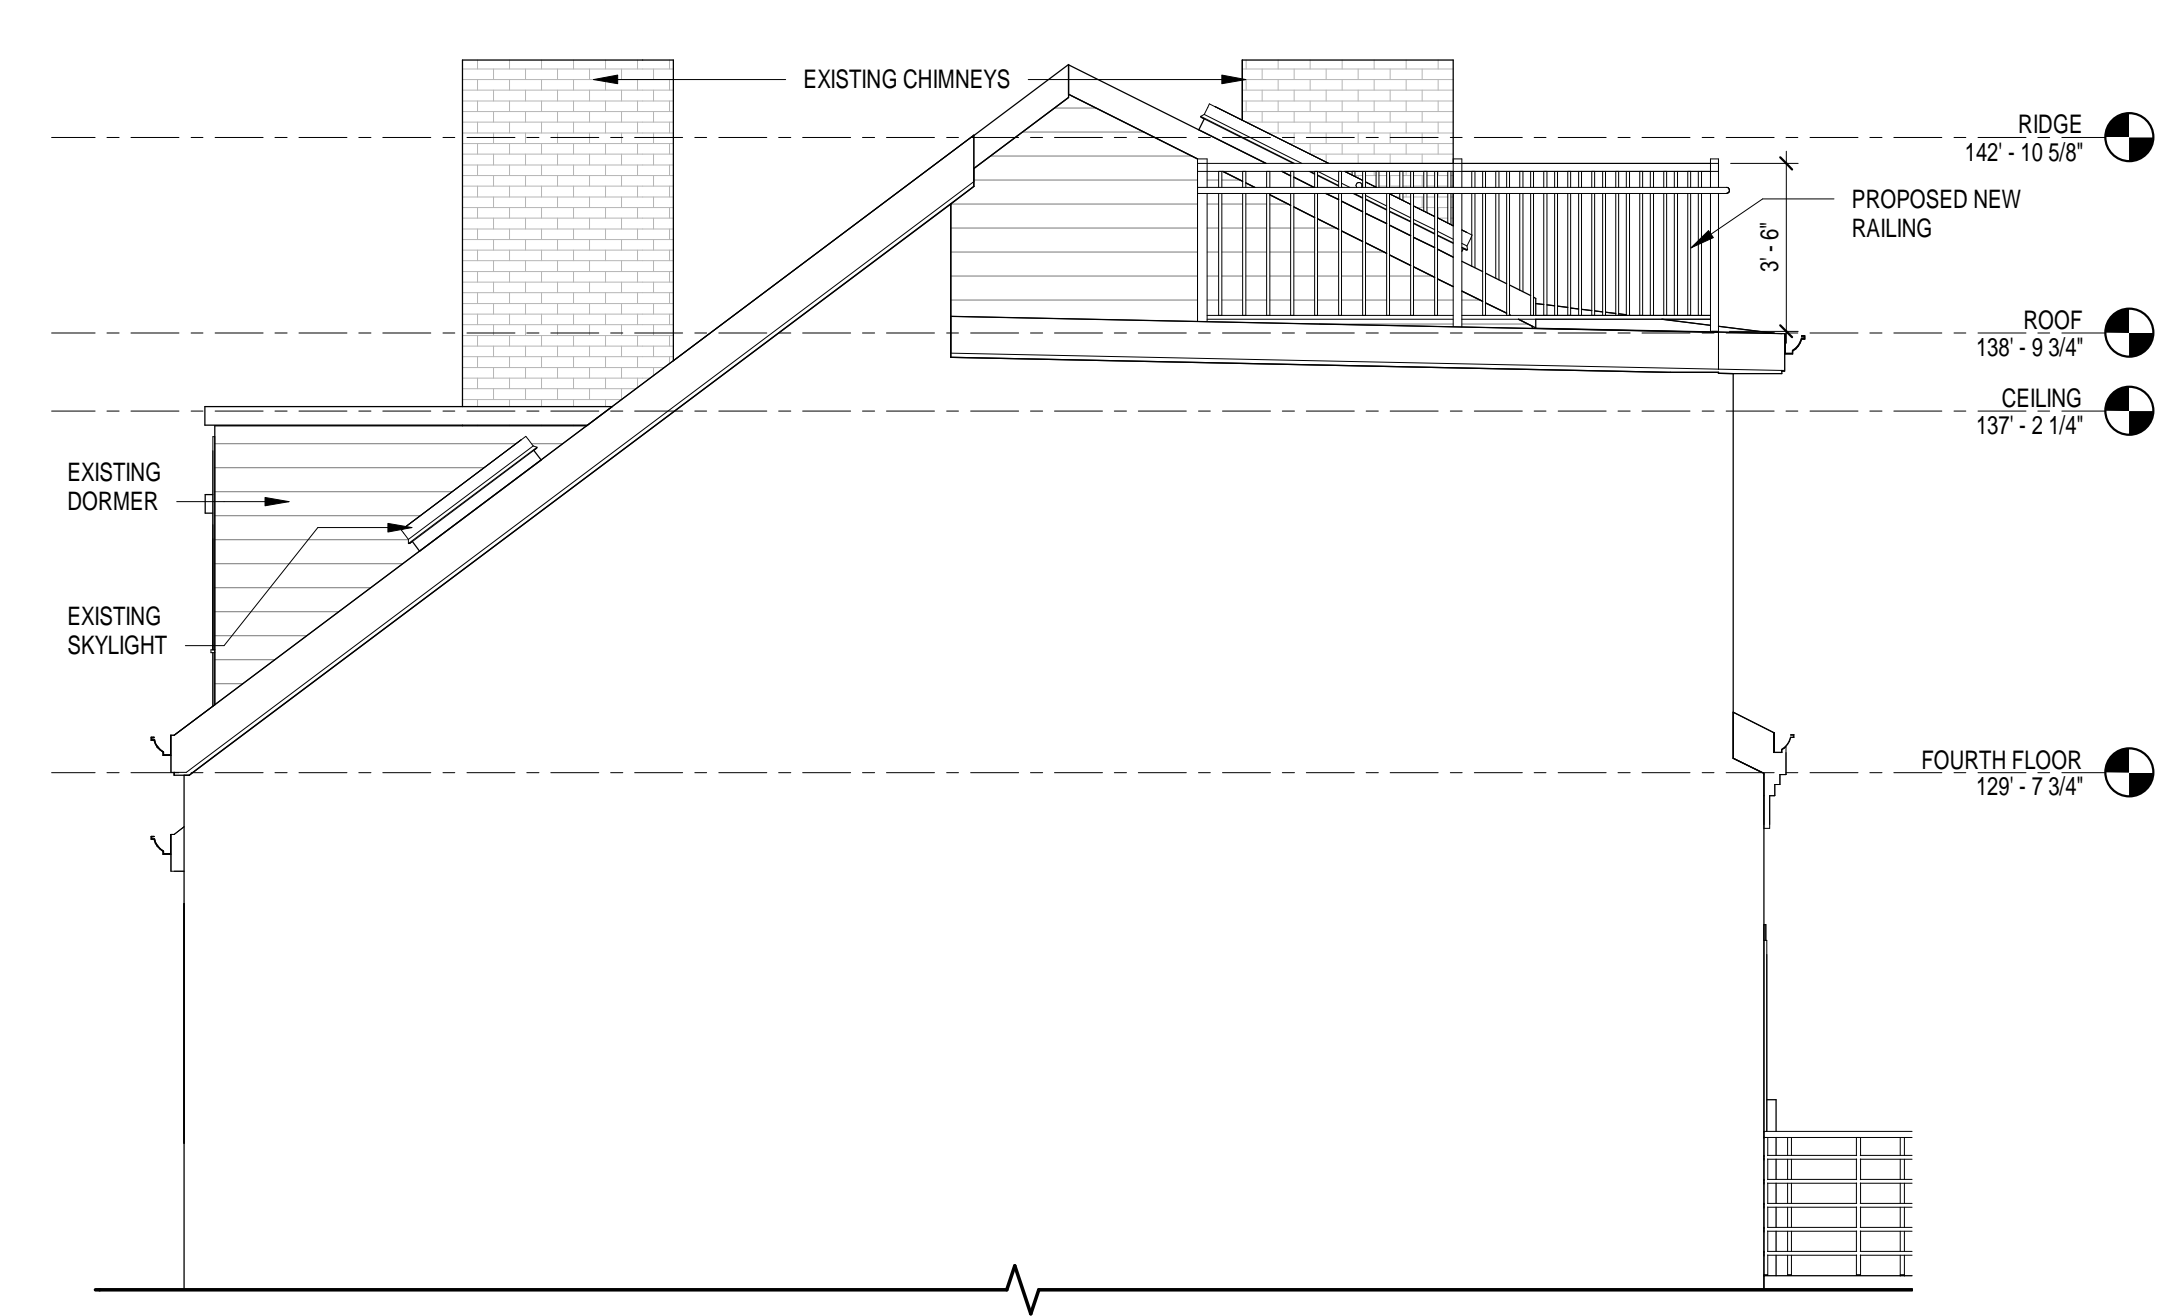 EXISTING CHIMNEYS
RIDGE
142' - 10 5/8"
PROPOSED NEW
RAILING
3' - 6"
ROOF
138' - 9 3/4"
CEILING
137' - 2 1/4"
EXISTING
DORMER
EXISTING
SKYLIGHT
FOURTH FLOOR
129' - 7 3/4"